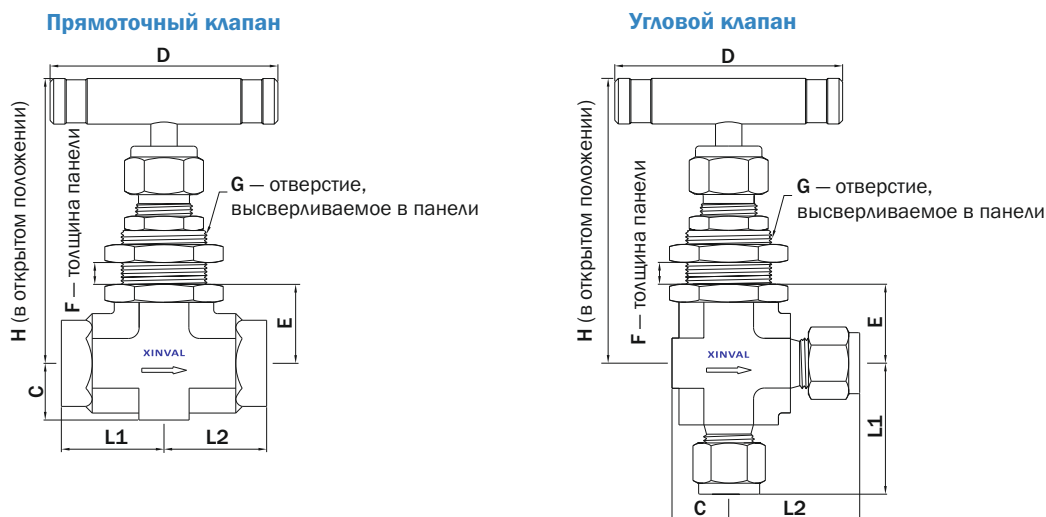 Прямоточный клапан
D
H (в открытом положении)
F — толщина панели
G — отверстие,
высверливаемое в панели
E
XINVAL
C
L1
L2
Угловой клапан
D
H (в открытом положении)
F — толщина панели
G — отверстие,
высверливаемое в панели
E
XINVAL
L1
C
L2